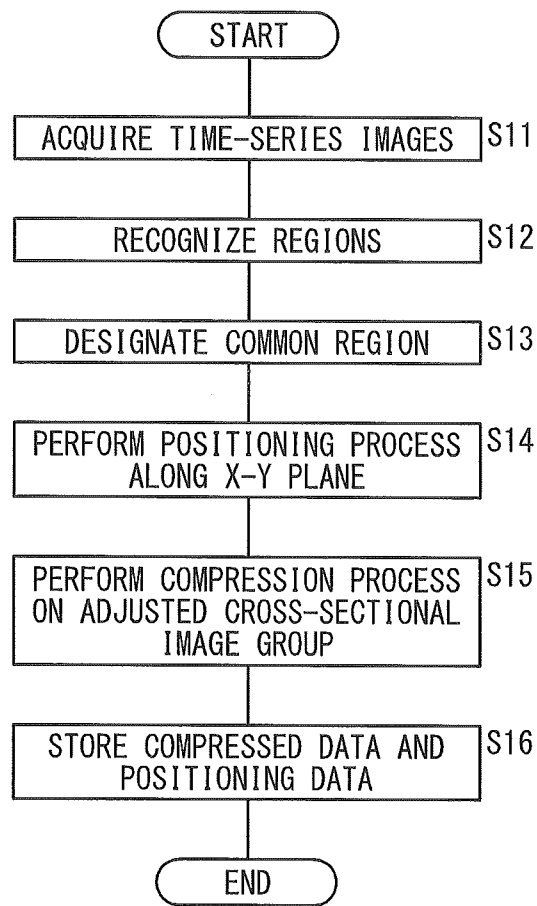 START
ACQUIRE TIME-SERIES IMAGES S11
RECOGNIZE REGIONS S12
DESIGNATE COMMON REGION S13
PERFORM POSITIONING PROCESS S14
ALONG X-Y PLANE
PERFORM COMPRESSION PROCESS S15
ON ADJUSTED CROSS-SECTIONAL
IMAGE GROUP
STORE COMPRESSED DATA AND S16
POSITIONING DATA
END